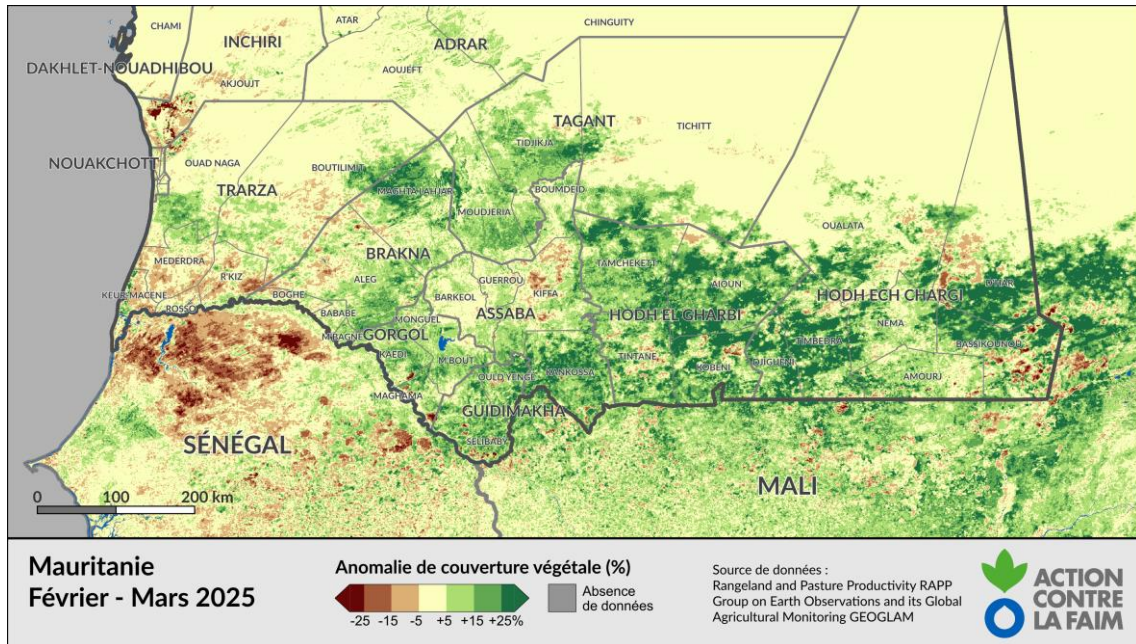 CHAMI
ATAR
CHINGUITY
INCHIRI
ADRAR
DAKHLET-NOUADHIBOU
AOUJEFT
AKJOUJT
TAGANT
TICHITT
TIDJIKJA
NOUAKCHOTT
OUAD NAGA
BOUTILIMIT
TRARZA
MAGHTA LAHJAR
BOUMDEID
MOUDJERIA
OUALATA
BRAKNA
MEDERDRA
R'KIZ
ALEG
GUERROU
TAMCHEKETT
AIOUN
D'HAR
KEUR-MACENE
BOGHE
BARKEOL
KIFFA
HODH ECH CHARGI
ROSSO
BABABE
MONGUEL
ASSABA
HODH EL GHARBI
NEMA
M'BAGNE
GORGOL
TIMBEDRA
BASSIKOUNOU
KAEDI
M'BOUT
TINTANE
KOBENI
DJIGUENI
AMOURJ
OULD YENGE
KANKOSSA
MAGHAMA
GUIDIMAKHA
SÉNÉGAL
SELIBABY
MALI
0 100 200 km
Mauritanie
Février - Mars 2025
Anomalie de couverture végétale (%)
-25 -15 -5 +5 +15 +25%
Absence
de données
Source de données :
Rangeland and Pasture Productivity RAPP
Group on Earth Observations and its Global
Agricultural Monitoring GEOGLAM
ACTION
CONTRE
LA FAIM